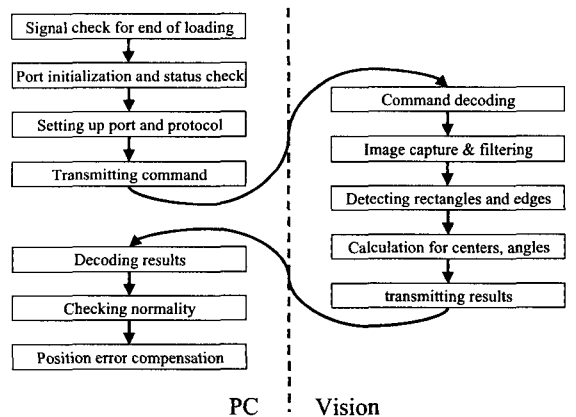 Signal check for end of loading
Port initialization and status check
Setting up port and protocol
Transmitting command
Command decoding
Image capture & filtering
Detecting rectangles and edges
Calculation for centers, angles
transmitting results
Decoding results
Checking normality
Position error compensation
PC
Vision